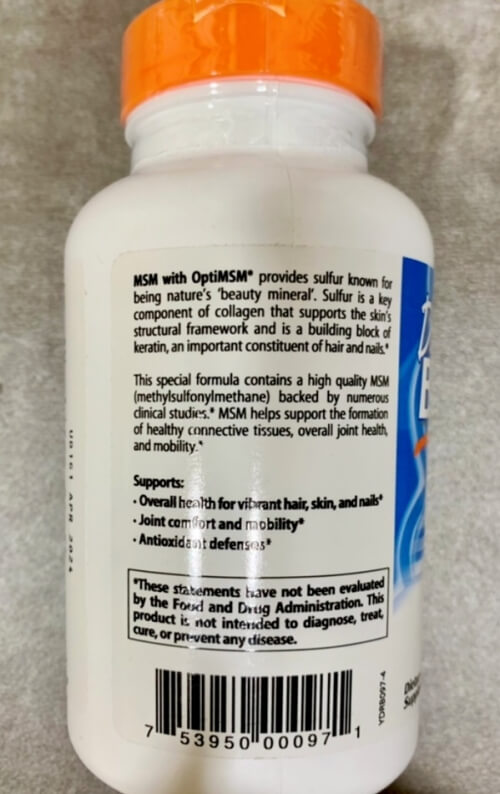 MSM with OptiMSM® provides sulfur known for
being nature's 'beauty mineral'. Sulfur is a key
component of collagen that supports the skin's
structural framework and is a building block of
keratin, an important constituent of hair and nails.*
This special formula contains a high quality MSM
(methylsulfonylmethane) backed by numerous
clinical studies.* MSM helps support the formation
of healthy connective tissues, overall joint health,
and mobility.*
Supports:
• Overall health for vibrant hair, skin, and nails*
• Joint comfort and mobility*
• Antioxidant defenses*
*These statements have not been evaluated
by the Food and Drug Administration. This
product is not intended to diagnose, treat,
cure, or prevent any disease.
7 53950 00097 1
YDRB097-4
APR 2024